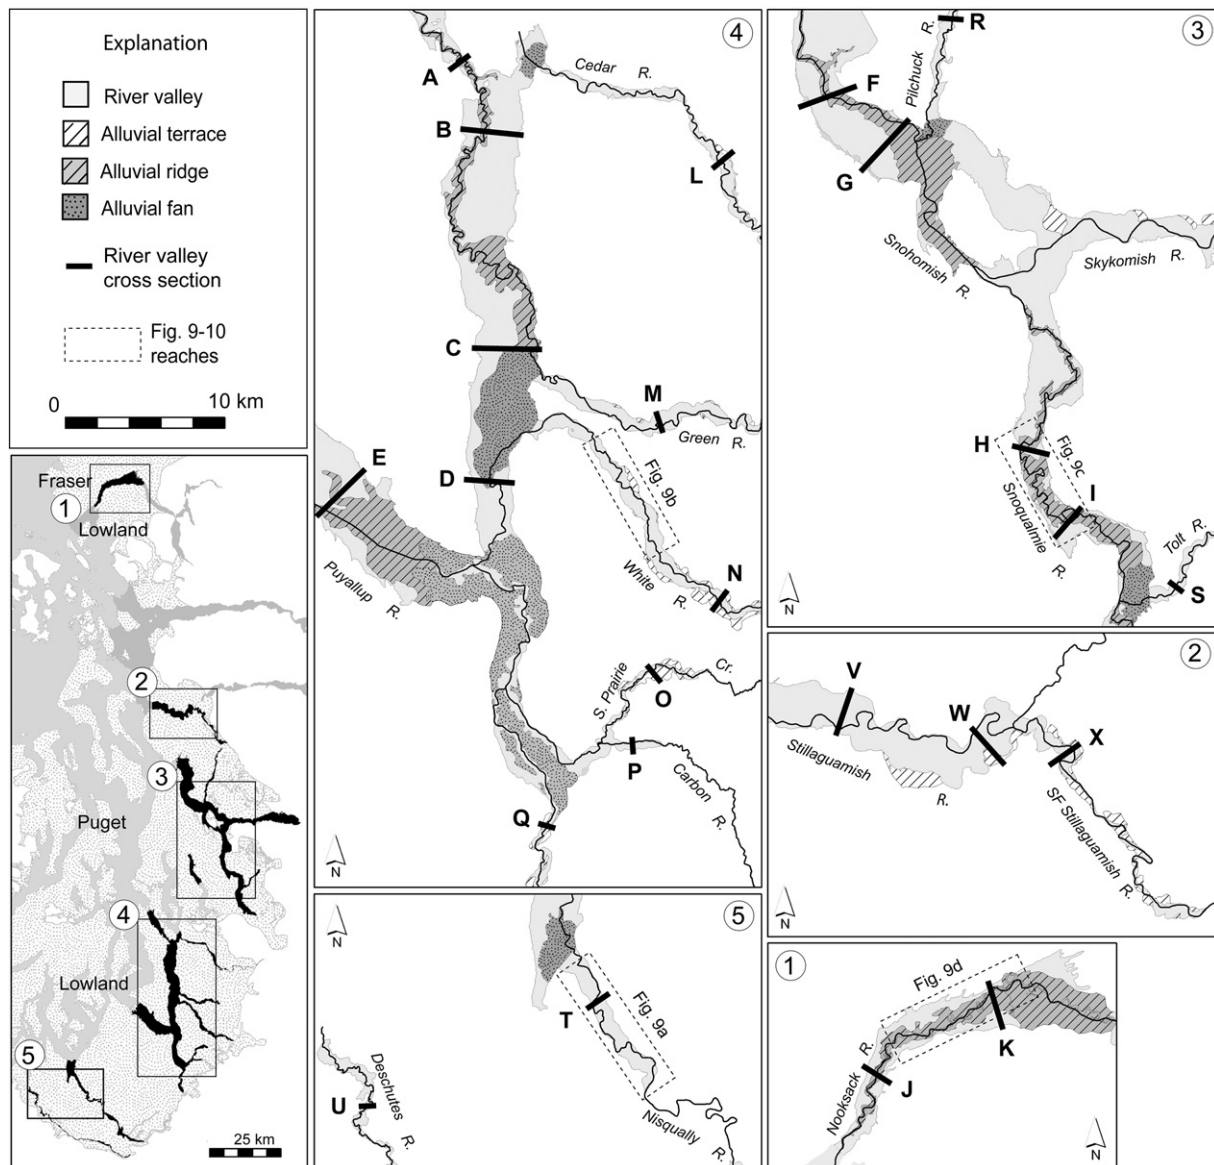 Explanation
River valley
Alluvial terrace
Alluvial ridge
Alluvial fan
River valley
cross section
Fig. 9-10
reaches
0 10 km
Fraser
1
Lowland
2
3
Puget
4
Lowland
5
25 km
4
A
Cedar R.
B
L
C
M
Green R.
E
D
Fig. 9b
Puyallup R.
White R.
N
S. Prairie Cr.
O
P
Carbon R.
Q
N
3
R
Pilchuck R.
F
G
Snohomish R.
Skykomish R.
H
Fig. 9c
I
Snoqualmie R.
Tolt R.
S
N
2
V
W
X
Stillaguamish R.
SF Stillaguamish R.
N
5
N
T
Fig. 9a
Deschutes R.
U
Nisqually R.
1
Fig. 9d
K
Nooksack R.
J
N